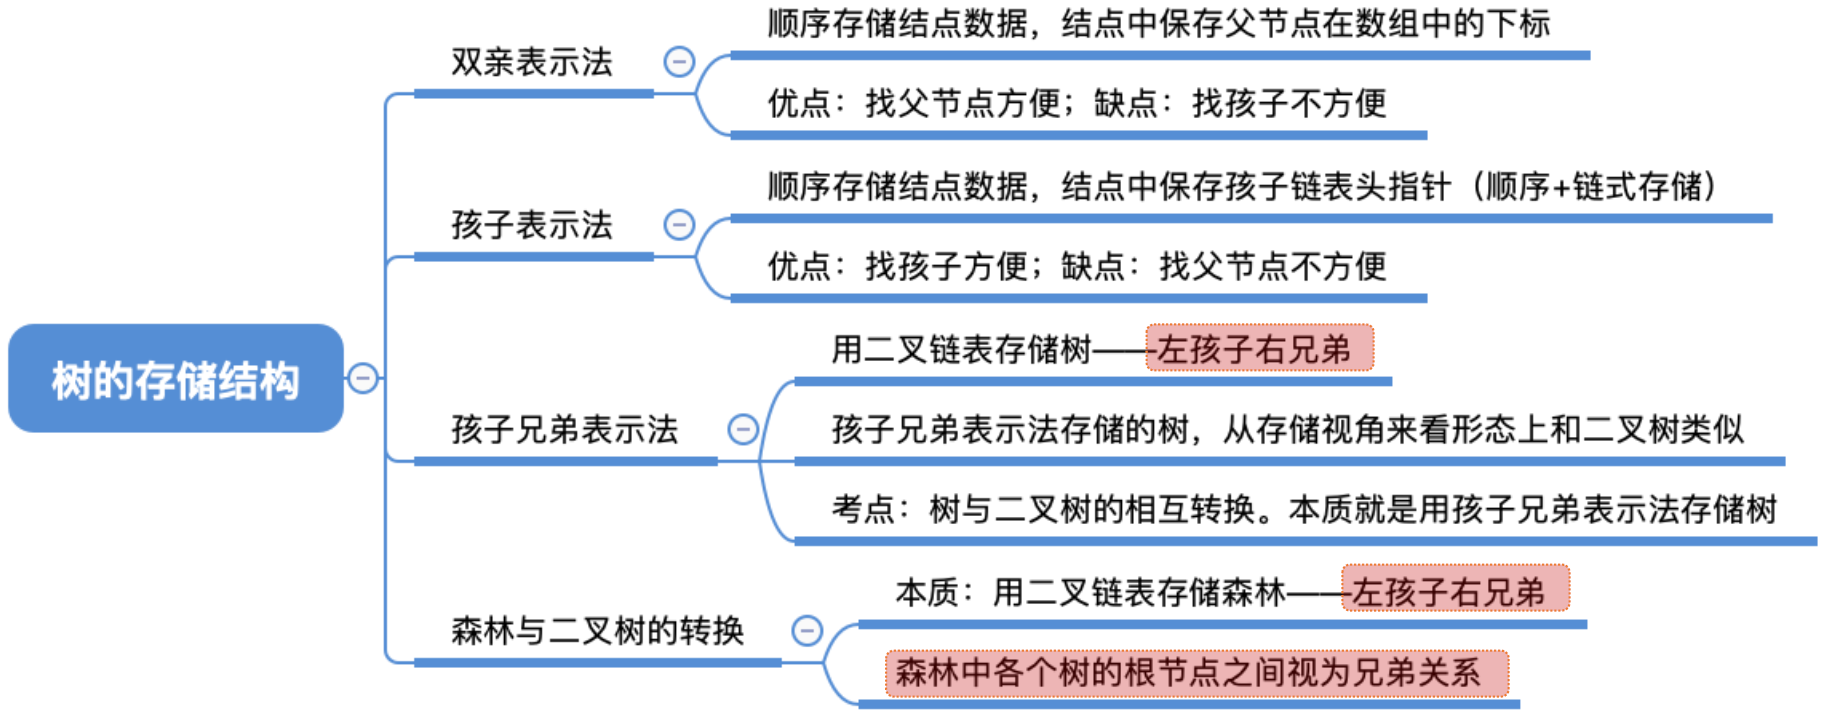 树的存储结构
双亲表示法
顺序存储结点数据，结点中保存父节点在数组中的下标
优点：找父节点方便；缺点：找孩子不方便
孩子表示法
顺序存储结点数据，结点中保存孩子链表头指针（顺序+链式存储）
优点：找孩子方便；缺点：找父节点不方便
孩子兄弟表示法
用二叉链表存储树——左孩子右兄弟
孩子兄弟表示法存储的树，从存储视角来看形态上和二叉树类似
考点：树与二叉树的相互转换。本质就是用孩子兄弟表示法存储树
森林与二叉树的转换
本质：用二叉链表存储森林——左孩子右兄弟
森林中各个树的根节点之间视为兄弟关系